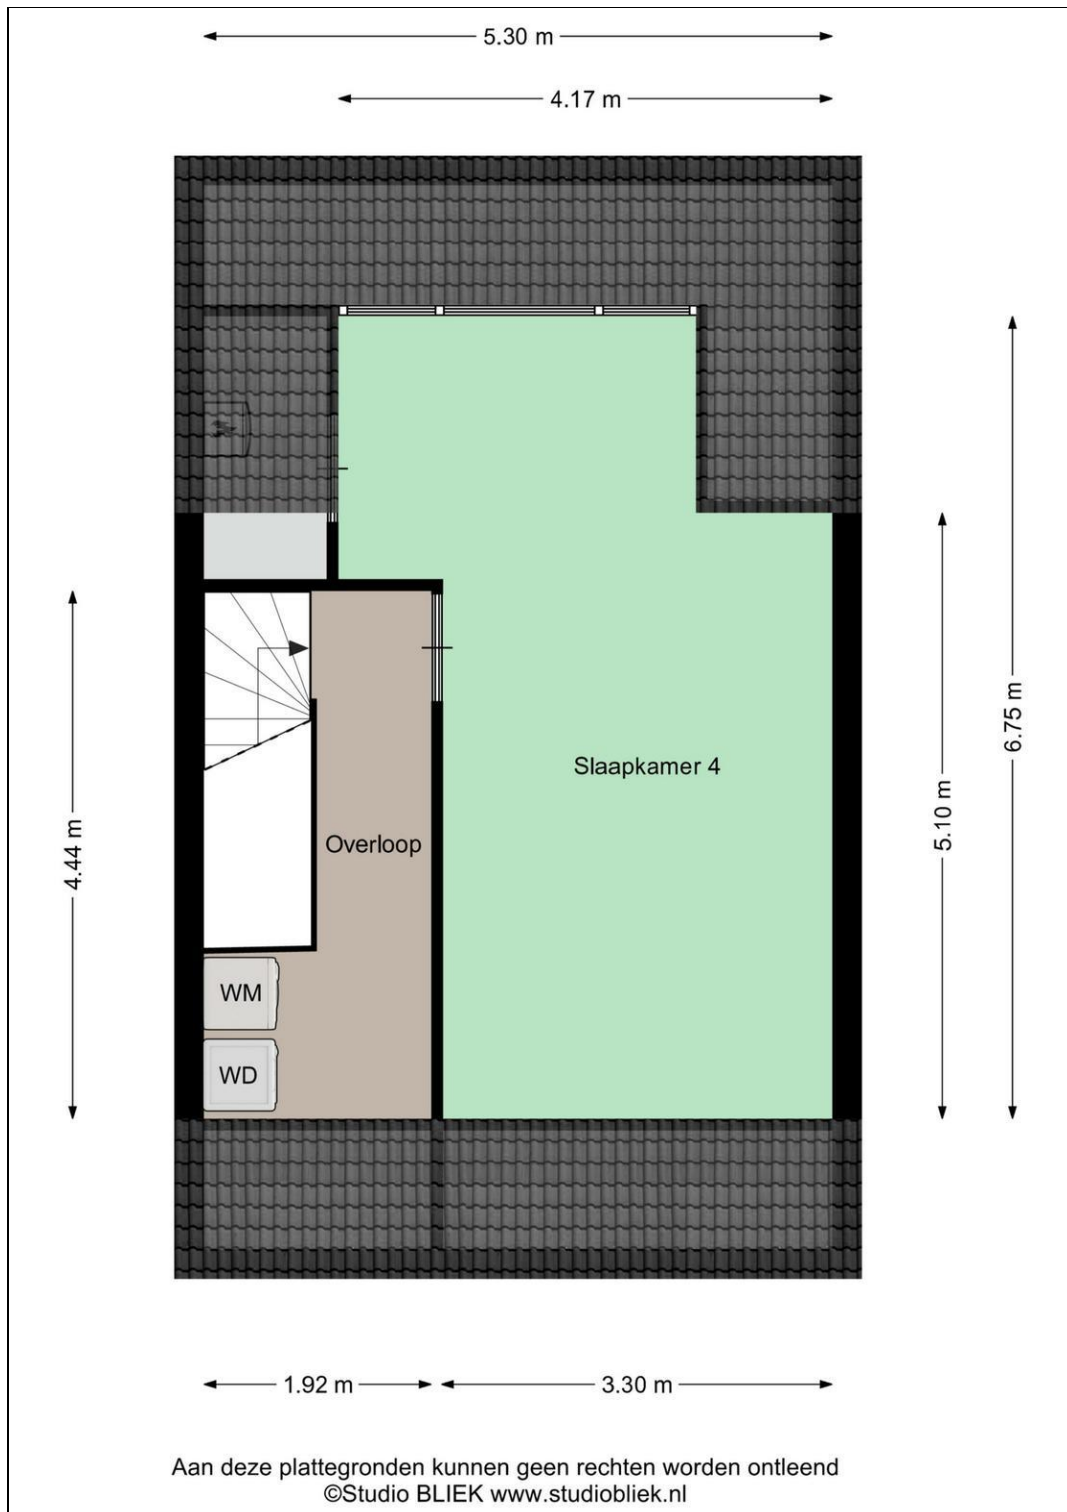 5.30 m
4.17 m
6.75 m
Slaapkamer 4
5.10 m
Overloop
4.44 m
WM
WD
1.92 m
3.30 m
Aan deze plattegronden kunnen geen rechten worden ontleend
©Studio BLIEK www.studiobliek.nl